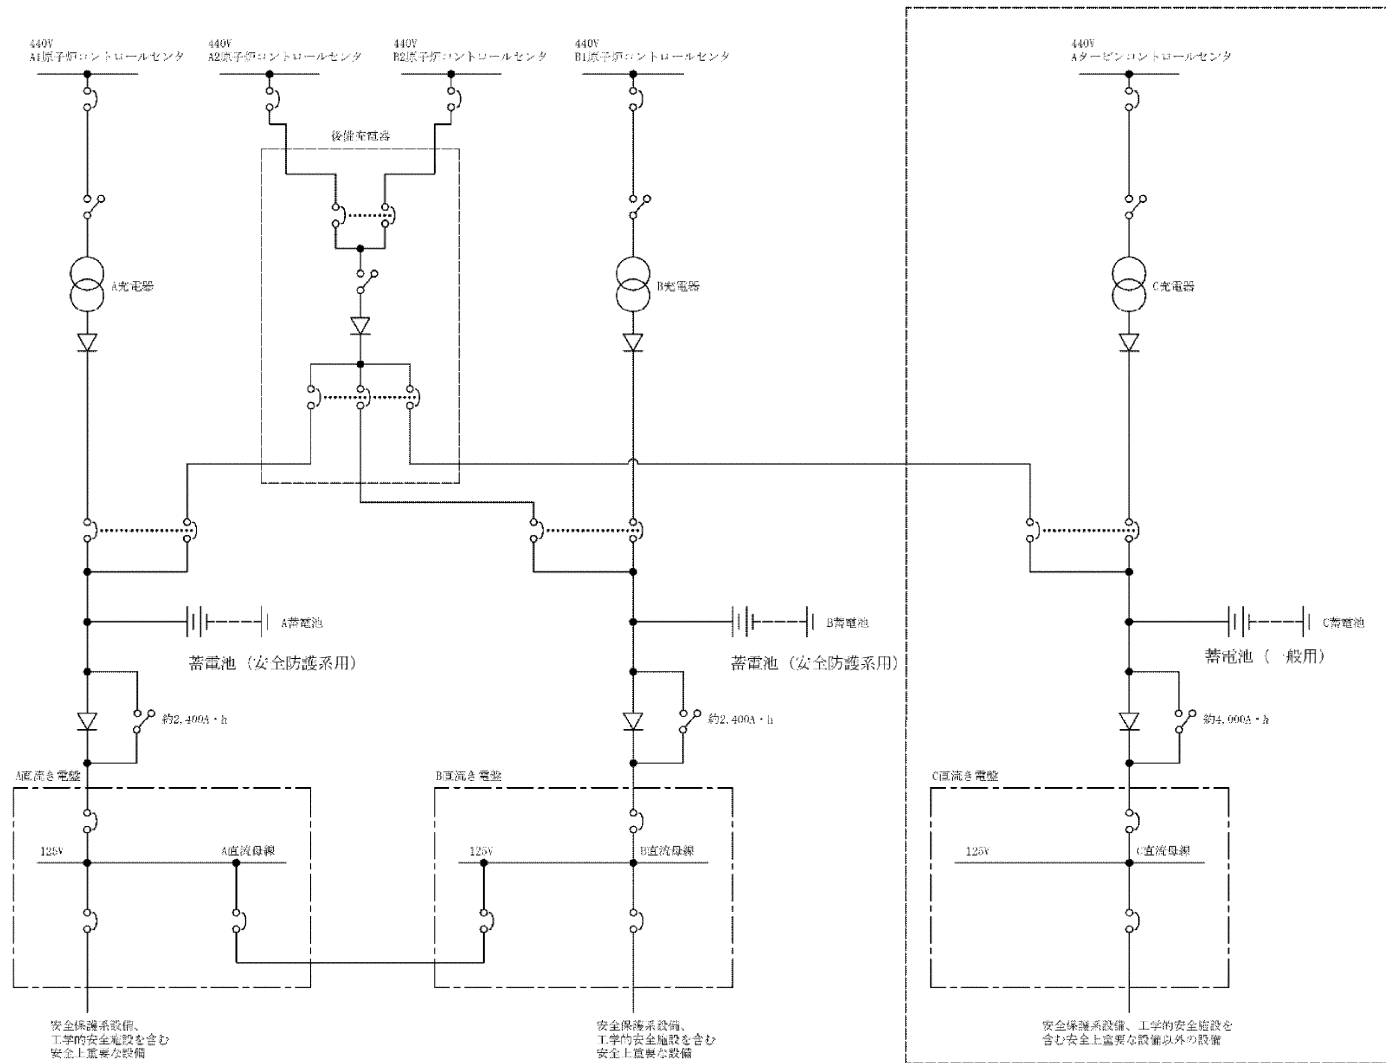 440V
A1原子炉コントロールセンタ
440V
A2原子炉コントロールセンタ
440V
B2原子炉コントロールセンタ
440V
B1原子炉コントロールセンタ
440V
Aタービンコントロールセンタ
後備充電器
A充電器
B充電器
C充電器
A蓄電池
B蓄電池
C蓄電池
蓄電池（安全防護系用）
蓄電池（安全防護系用）
蓄電池（一般用）
約2,400A・h
約2,400A・h
約4,000A・h
A直流き電盤
B直流き電盤
C直流き電盤
125V
A直流母線
125V
B直流母線
125V
C直流母線
安全保護系設備、
工学的安全施設を含む
安全上重要な設備
安全保護系設備、
工学的安全施設を含む
安全上重要な設備
安全保護系設備、工学的安全施設を
含む安全上重要な設備以外の設備